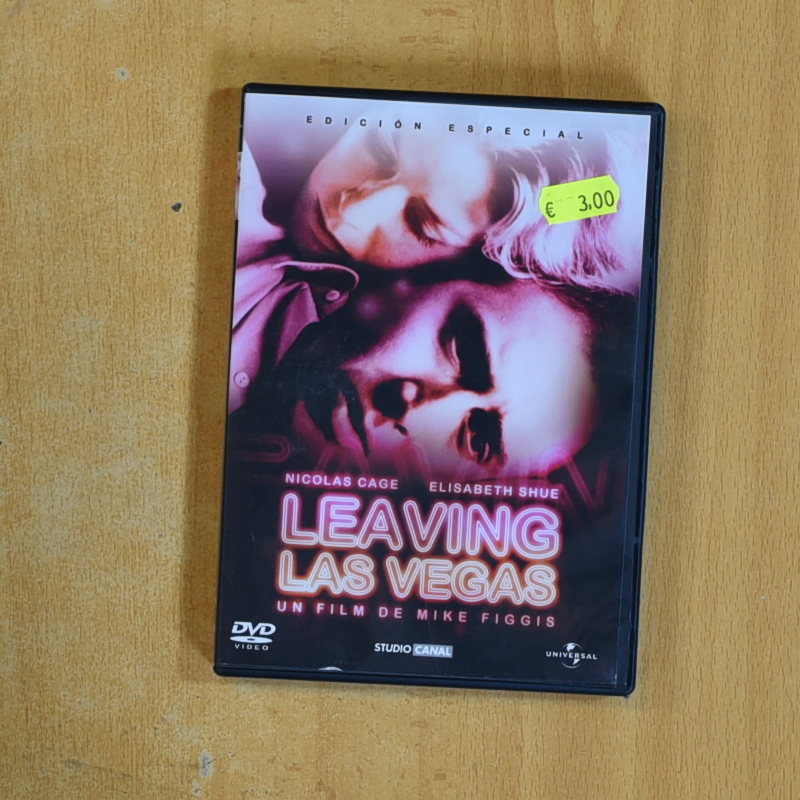 EDICIÓN ESPECIAL
€ 3,00
NICOLAS CAGE ELISABETH SHUE
LEAVING
LAS VEGAS
UN FILM DE MIKE FIGGIS
DVD
VIDEO
STUDIO CANAL
UNIVERSAL